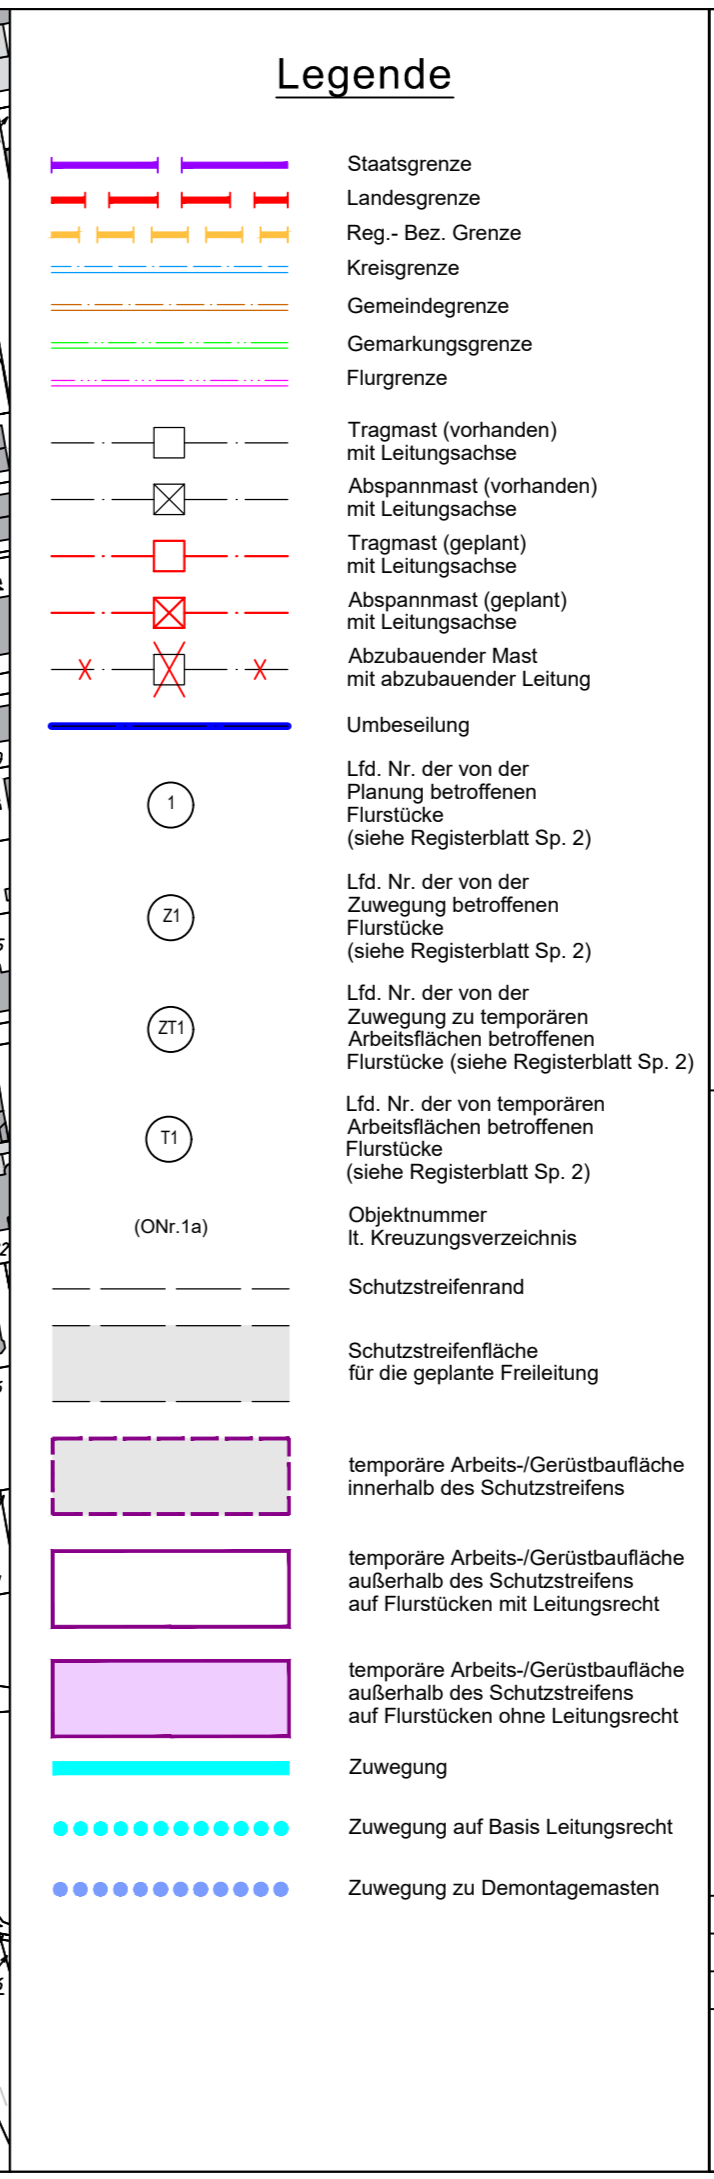 Legende
Staatsgrenze
Landesgrenze
Reg.- Bez. Grenze
Kreisgrenze
Gemeindegrenze
Gemarkungsgrenze
Flurgrenze
Tragmast (vorhanden)
mit Leitungsachse
Abspannmast (vorhanden)
mit Leitungsachse
Tragmast (geplant)
mit Leitungsachse
Abspannmast (geplant)
mit Leitungsachse
Abzubauender Mast
mit abzubauender Leitung
Umbeseilung
1
Lfd. Nr. der von der
Planung betroffenen
Flurstücke
(siehe Registerblatt Sp. 2)
Z1
Lfd. Nr. der von der
Zuwegung betroffenen
Flurstücke
(siehe Registerblatt Sp. 2)
ZT1
Lfd. Nr. der von der
Zuwegung zu temporären
Arbeitsflächen betroffenen
Flurstücke (siehe Registerblatt Sp. 2)
T1
Lfd. Nr. der von temporären
Arbeitsflächen betroffenen
Flurstücke
(siehe Registerblatt Sp. 2)
(ONr.1a)
Objektnummer
lt. Kreuzungsverzeichnis
Schutzstreifenrand
Schutzstreifenfläche
für die geplante Freileitung
temporäre Arbeits-/Gerüstbaufläche
innerhalb des Schutzstreifens
temporäre Arbeits-/Gerüstbaufläche
außerhalb des Schutzstreifens
auf Flurstücken mit Leitungsrecht
temporäre Arbeits-/Gerüstbaufläche
außerhalb des Schutzstreifens
auf Flurstücken ohne Leitungsrecht
Zuwegung
Zuwegung auf Basis Leitungsrecht
Zuwegung zu Demontagemasten